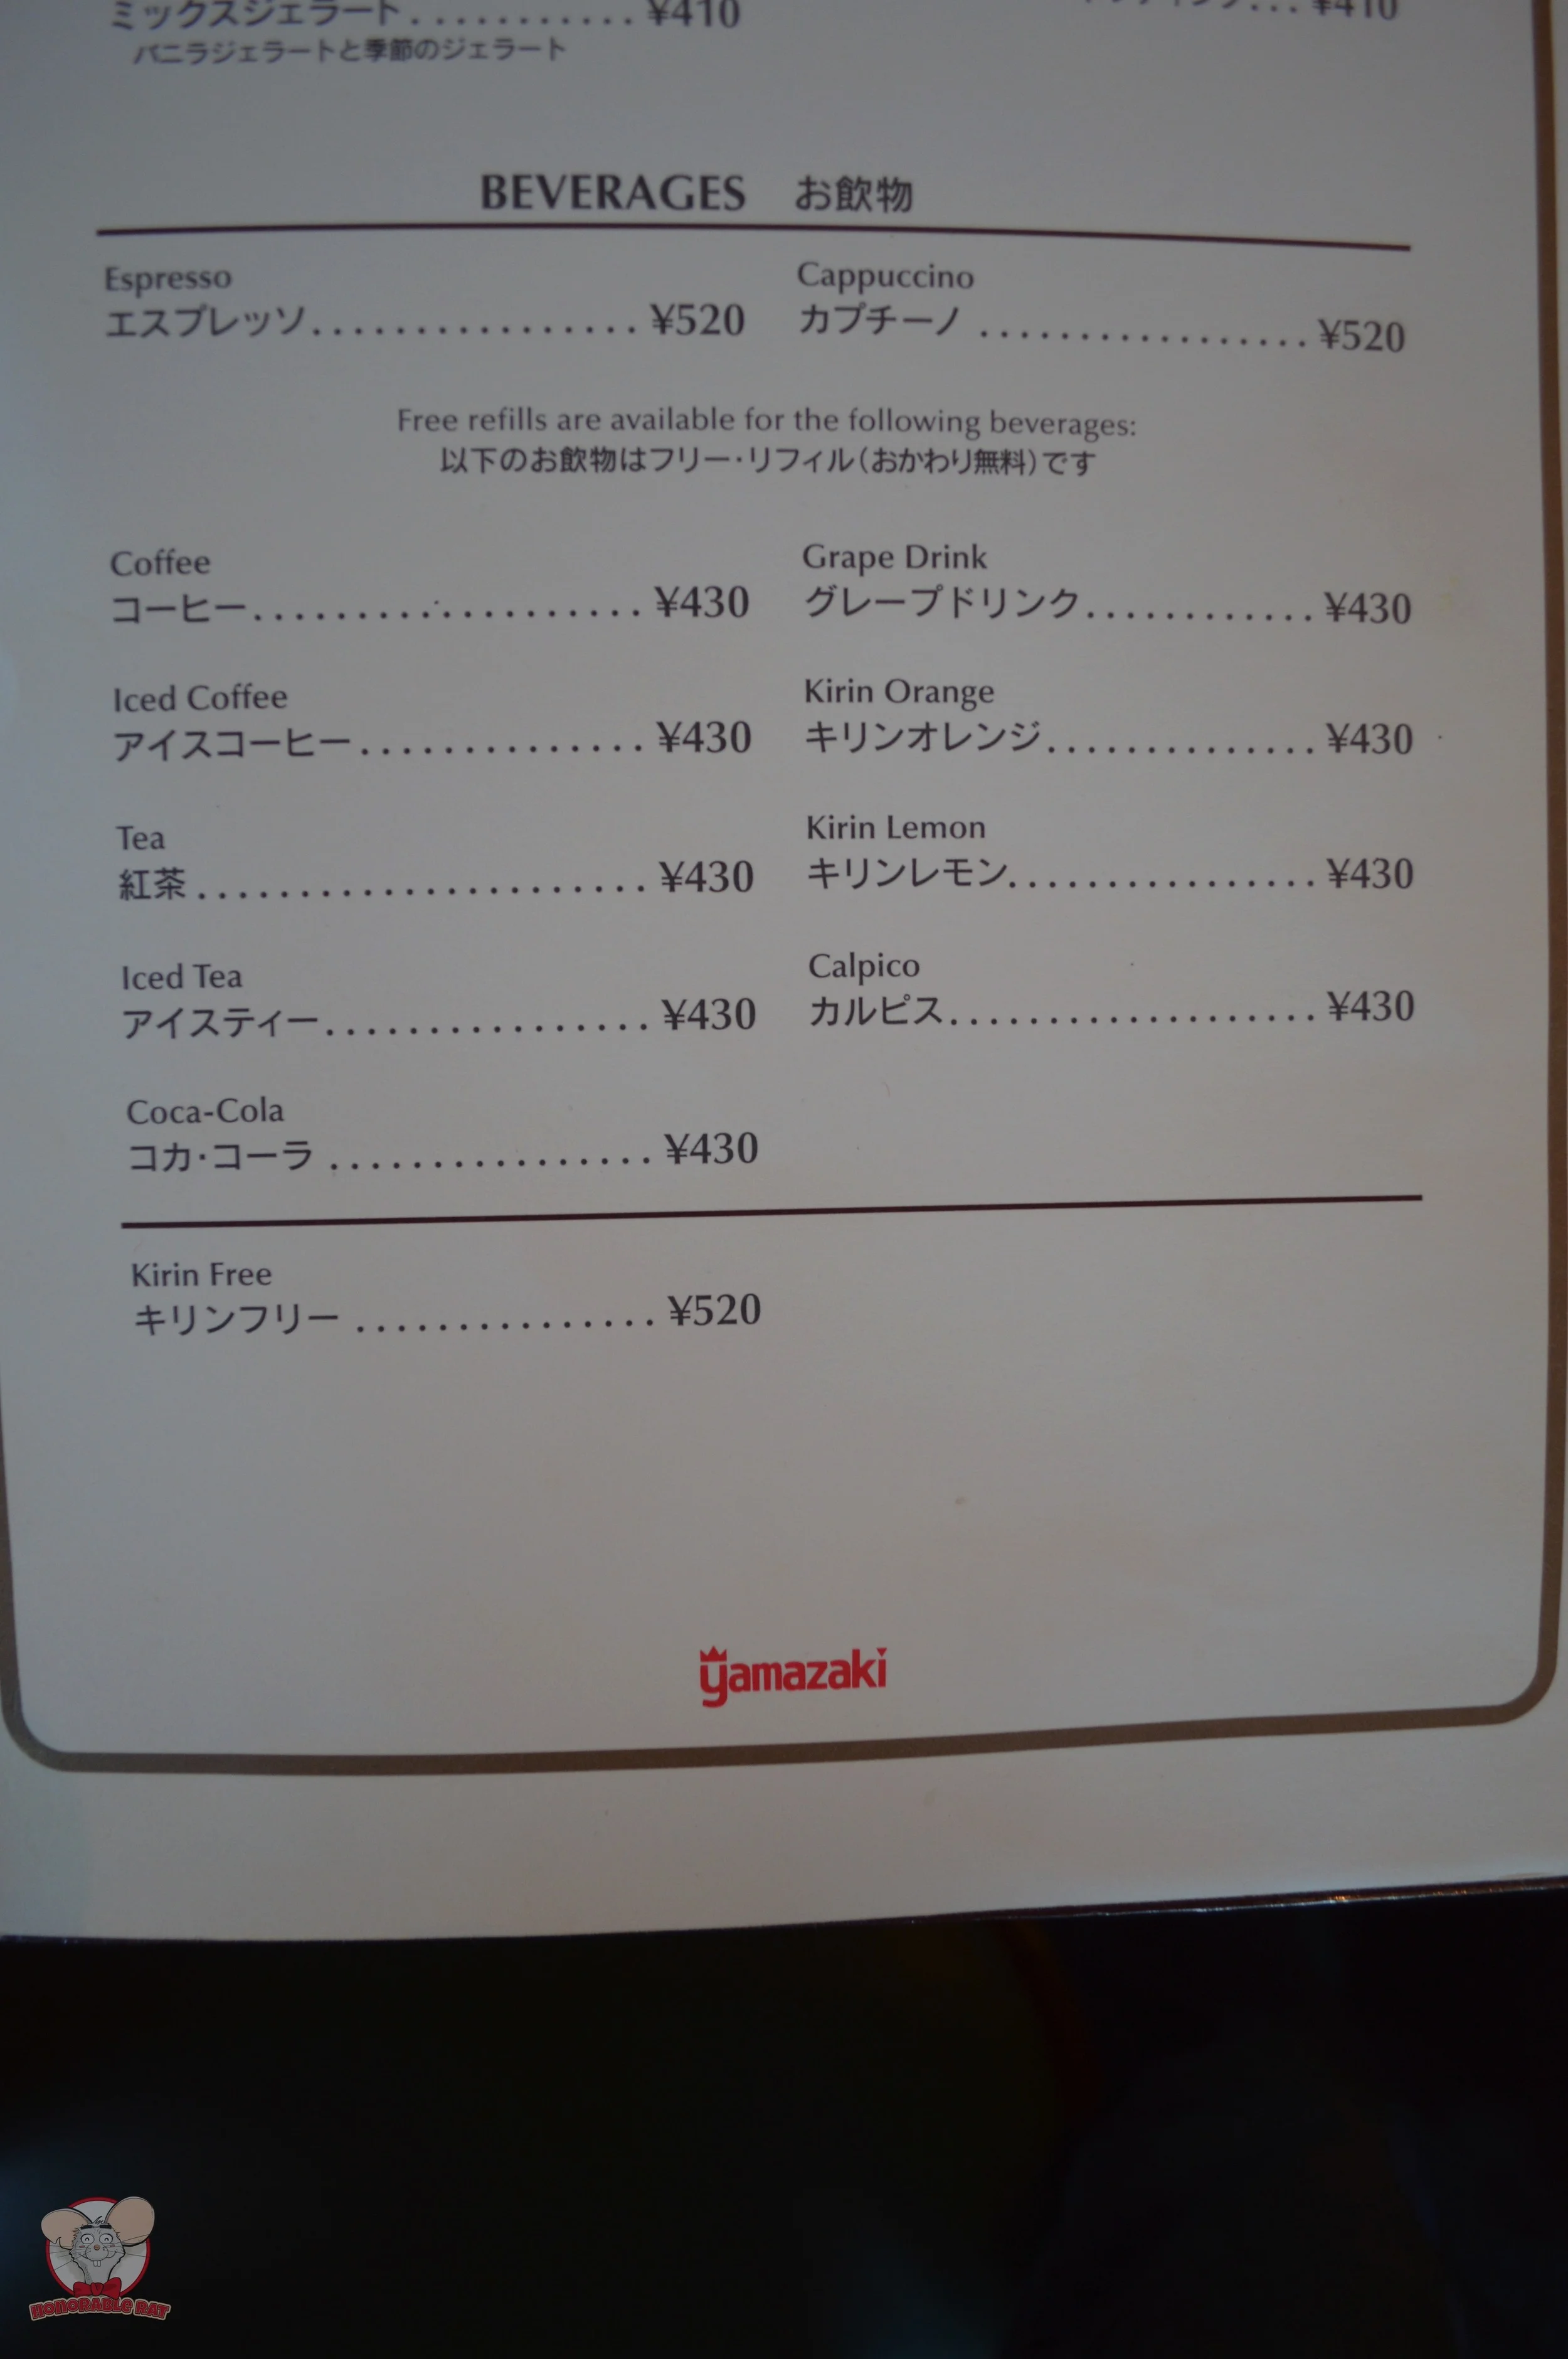 ミックスジェラート............¥410
...¥410
バニラジェラートと季節のジェラート
BEVERAGES お飲物
Espresso
エスプレッソ................¥520
Cappuccino
カプチーノ.................¥520
Free refills are available for the following beverages:
以下のお飲物はフリー・リフィル(おかわり無料)です
Coffee
コーヒー...................¥430
Iced Coffee
アイスコーヒー..............¥430
Tea
紅茶......................¥430
Iced Tea
アイスティー................¥430
Coca-Cola
コカ・コーラ................¥430
Grape Drink
グレープドリンク............¥430
Kirin Orange
キリンオレンジ..............¥430
Kirin Lemon
キリンレモン................¥430
Calpico
カルピス...................¥430
Kirin Free
キリンフリー...............¥520
yamazaki
HONORABLE RAT